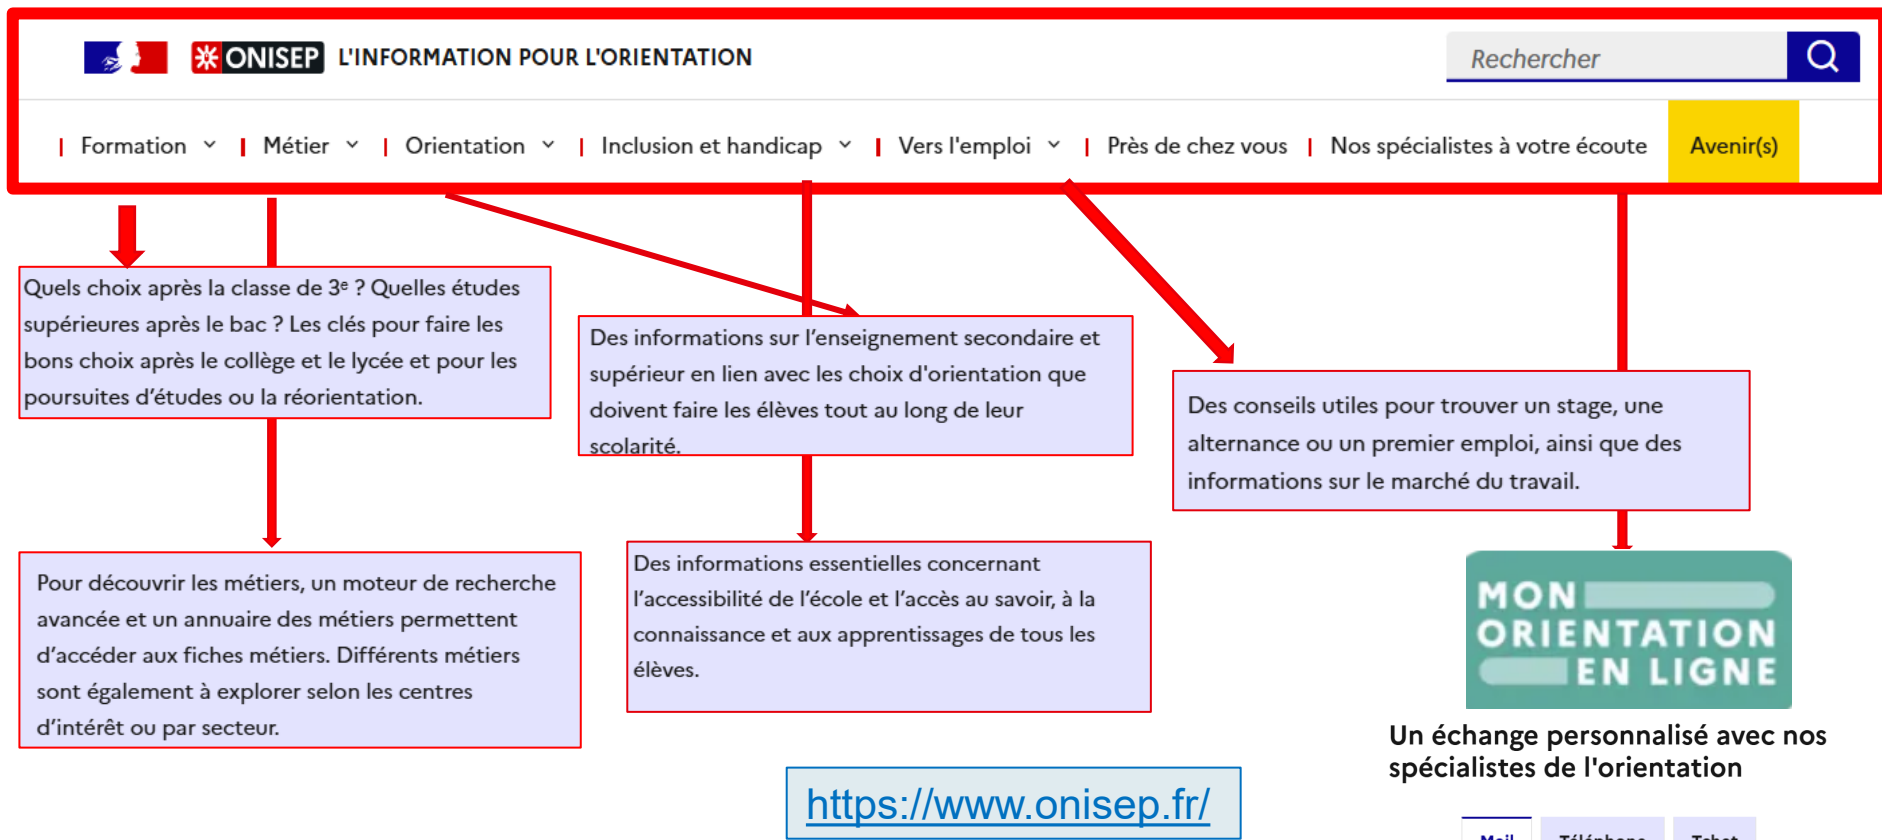 ONISEP L'INFORMATION POUR L'ORIENTATION
Rechercher
Formation
Métier
Orientation
Inclusion et handicap
Vers l'emploi
Près de chez vous
Nos spécialistes à votre écoute
Avenir(s)
Quels choix après la classe de 3e ? Quelles études
supérieures après le bac ? Les clés pour faire les
bons choix après le collège et le lycée et pour les
poursuites d’études ou la réorientation.
Des informations sur l’enseignement secondaire et
supérieur en lien avec les choix d'orientation que
doivent faire les élèves tout au long de leur
scolarité.
Des conseils utiles pour trouver un stage, une
alternance ou un premier emploi, ainsi que des
informations sur le marché du travail.
Pour découvrir les métiers, un moteur de recherche
avancée et un annuaire des métiers permettent
d’accéder aux fiches métiers. Différents métiers
sont également à explorer selon les centres
d’intérêt ou par secteur.
Des informations essentielles concernant
l’accessibilité de l’école et l’accès au savoir, à la
connaissance et aux apprentissages de tous les
élèves.
MON
ORIENTATION
EN LIGNE
Un échange personnalisé avec nos
spécialistes de l'orientation
https://www.onisep.fr/
Mail
Téléphone
Tchat